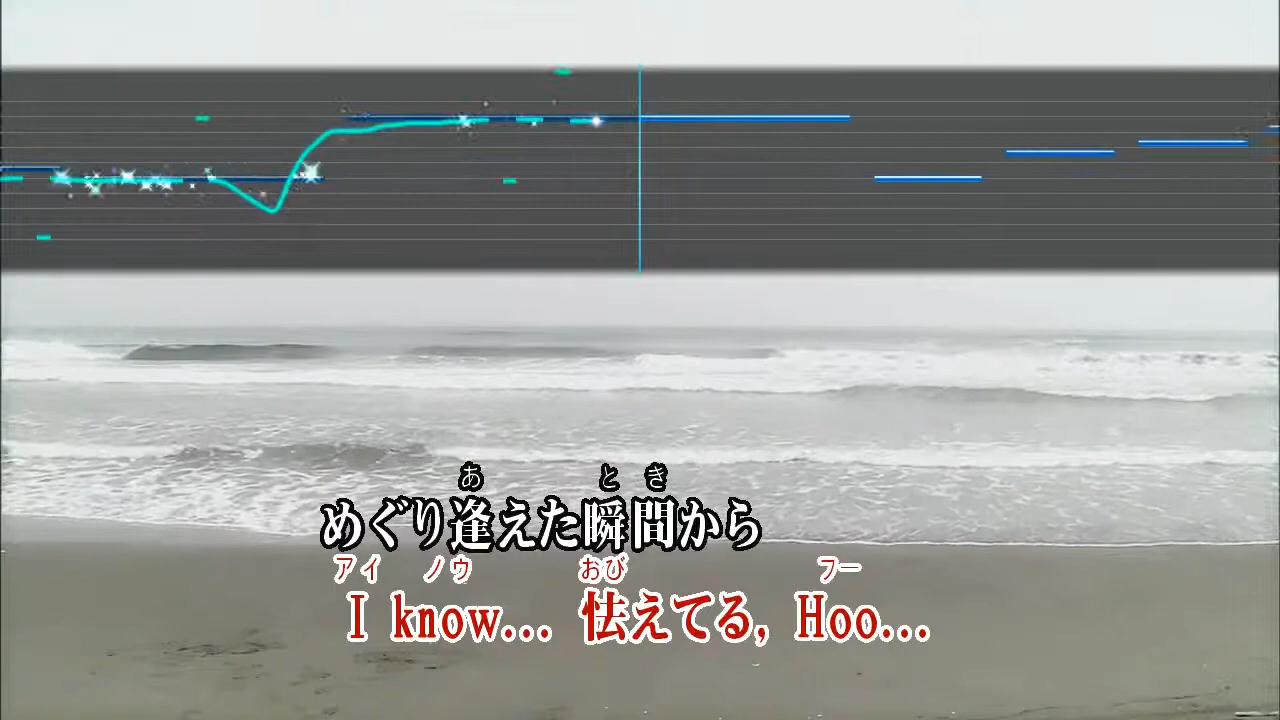 あ とき
めぐり逢えた瞬間から
アイ ノウ おび フー
I know... 怯えてる, Hoo...